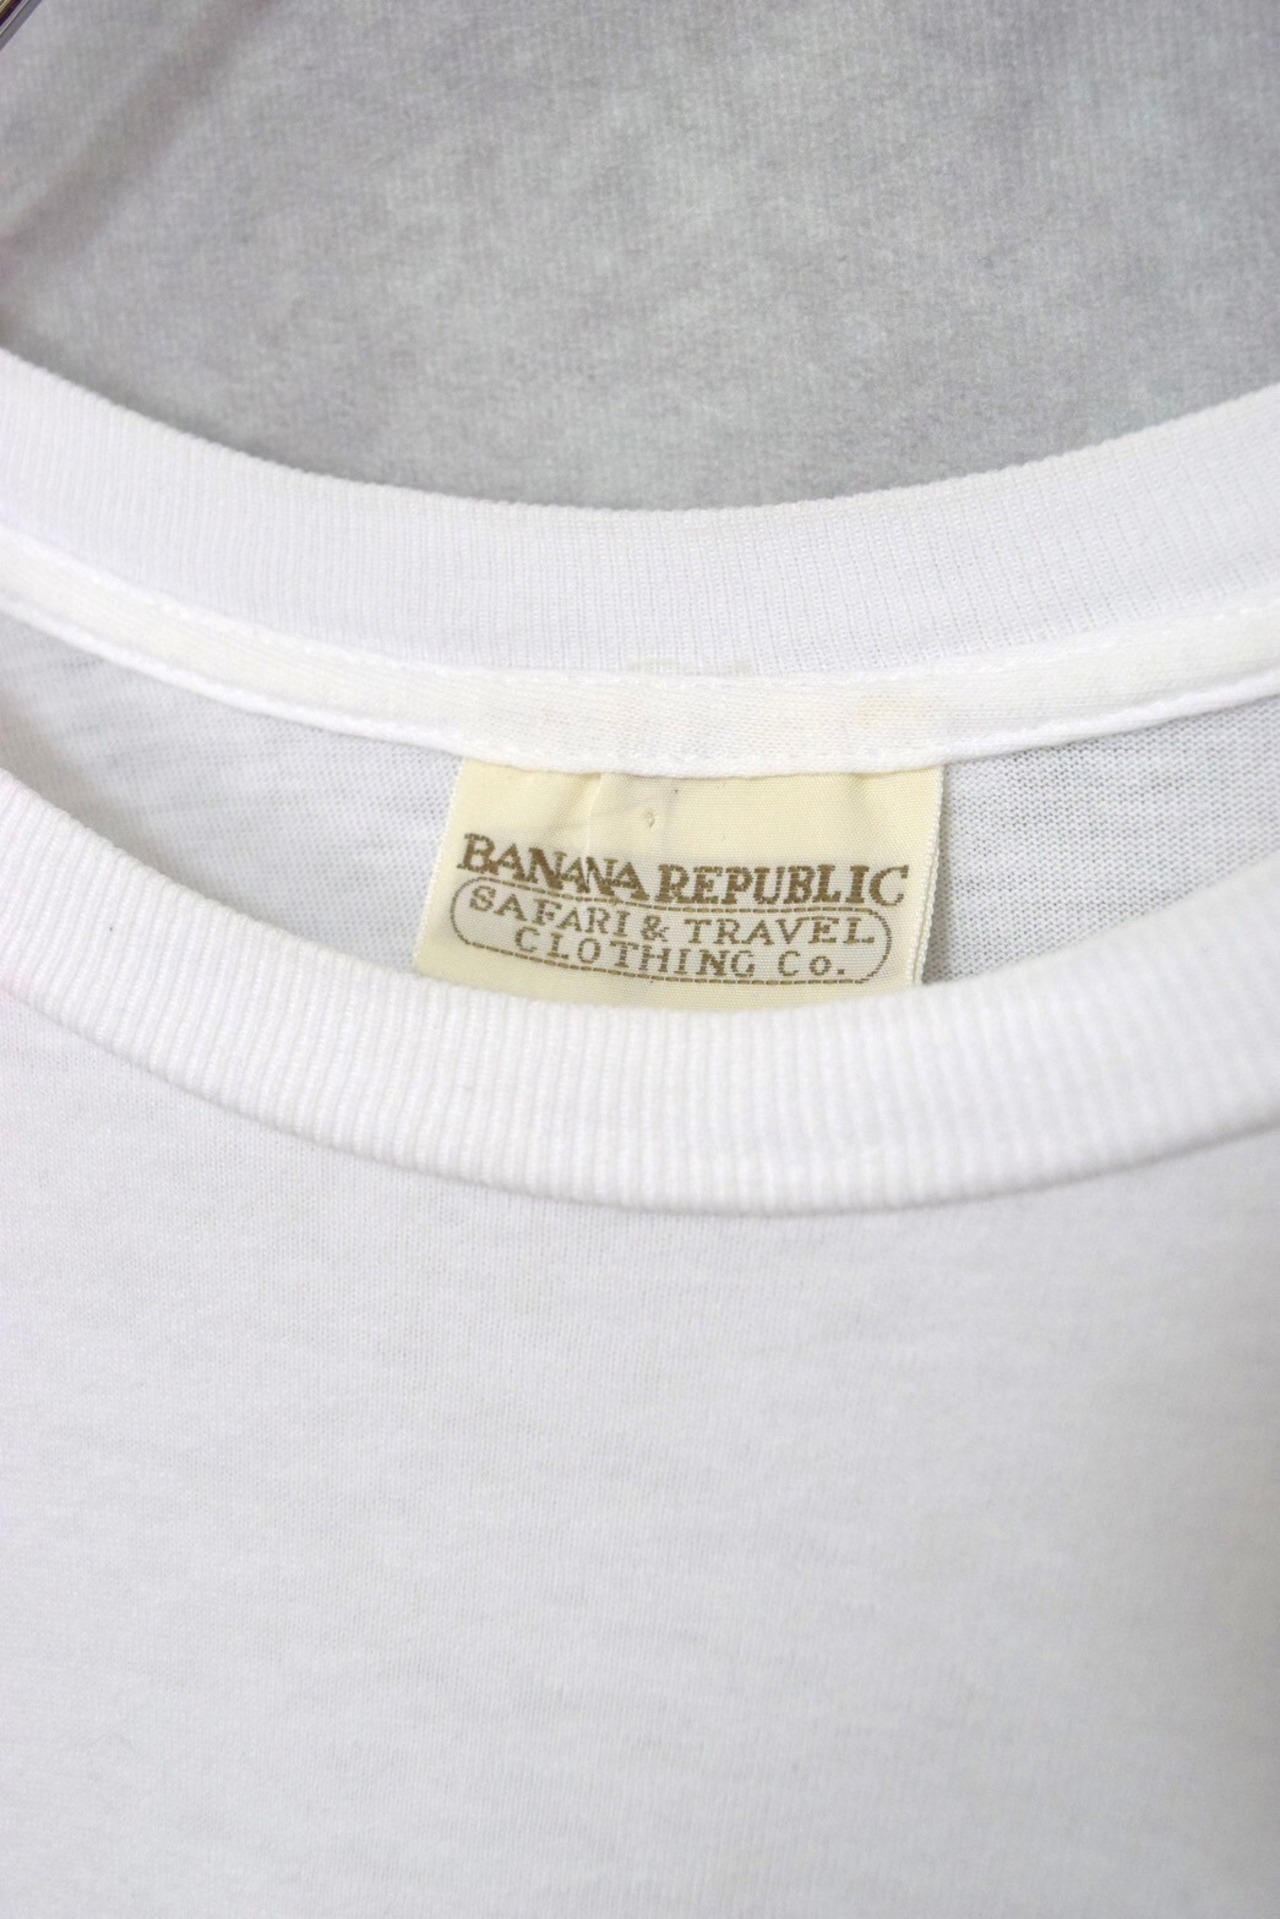 BANANA REPUBLIC
SAFARI & TRAVEL
CLOTHING Co.